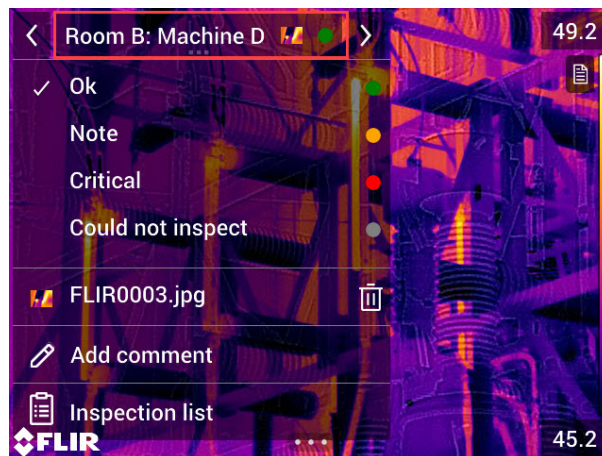 Room B: Machine D
49.2
Ok
Note
Critical
Could not inspect
FLIR0003.jpg
Add comment
Inspection list
FLIR
45.2